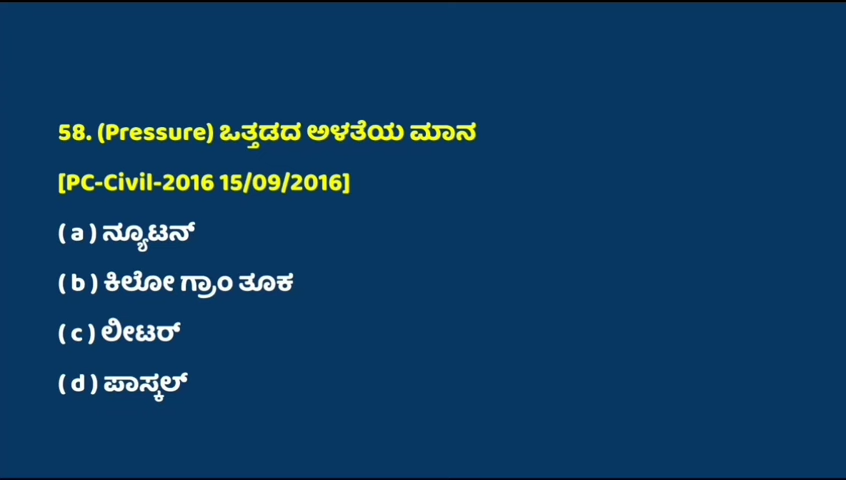 58. (Pressure) ಒತ್ತಡದ ಅಳತೆಯ ಮಾನ
[PC-Civil-2016 15/09/2016]
( a ) ನ್ಯೂಟನ್
( b ) ಕಿಲೋ ಗ್ರಾಂ ತೂಕ
( c ) ಲೀಟರ್
( d ) ಪಾಸ್ಕಲ್